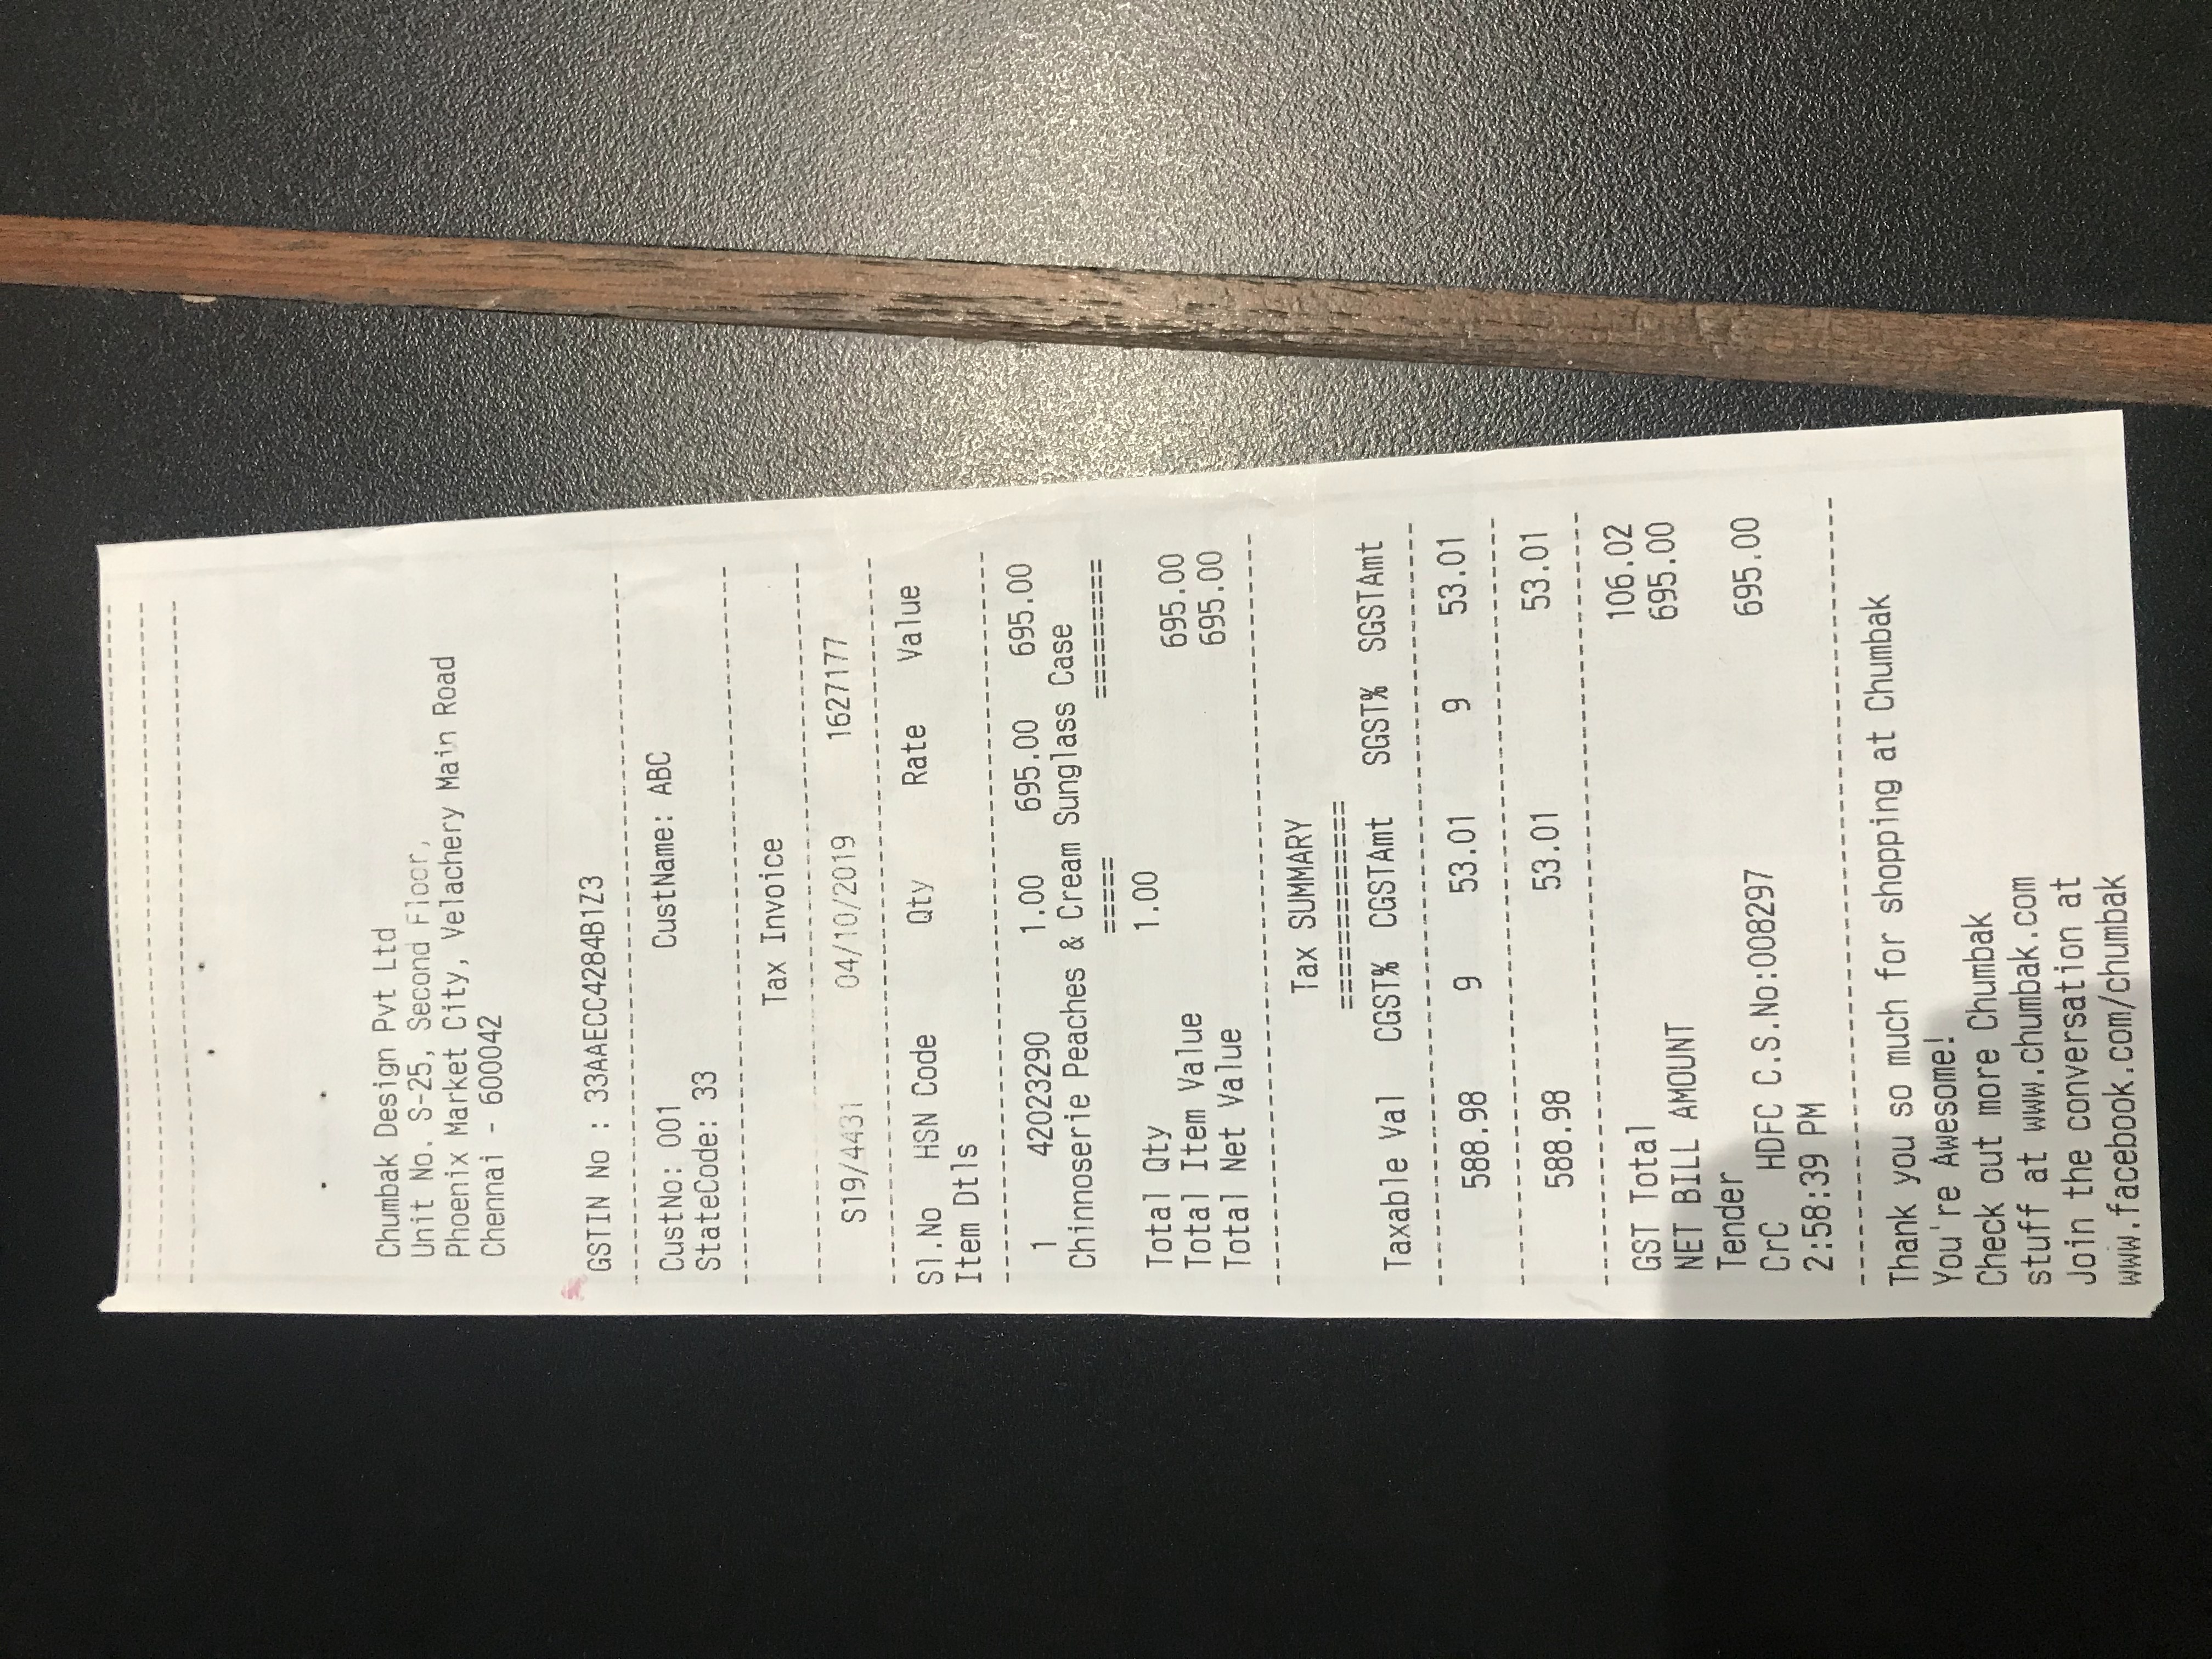 Chumbak Design Pvt Ltd
Unit No. S-25, Second Floor,
Phoenix Market City, Velachery Main Road
Chennai - 600042
GSTIN No : 33AAECC4284B1Z3
CustNo: 001 CustName: ABC
StateCode: 33
Tax Invoice
S19/4431 04/10/2019 1627177
Sl.No HSN Code Qty Rate Value
Item Dtls
1 42023290 1.00 695.00 695.00
Chinnoserie Peaches & Cream Sunglass Case
===== =========
Total Qty 1.00
Total Item Value 695.00
Total Net Value 695.00
Tax SUMMARY
=============
Taxable Val CGST% CGSTAmt SGST% SGSTAmt
588.98 9 53.01 9 53.01
588.98 53.01 53.01
GST Total 106.02
NET BILL AMOUNT 695.00
Tender
CrC HDFC C.S.No:008297 695.00
2:58:39 PM
Thank you so much for shopping at Chumbak
You're Awesome!
Check out more Chumbak
stuff at www.chumbak.com
Join the conversation at
www.facebook.com/chumbak